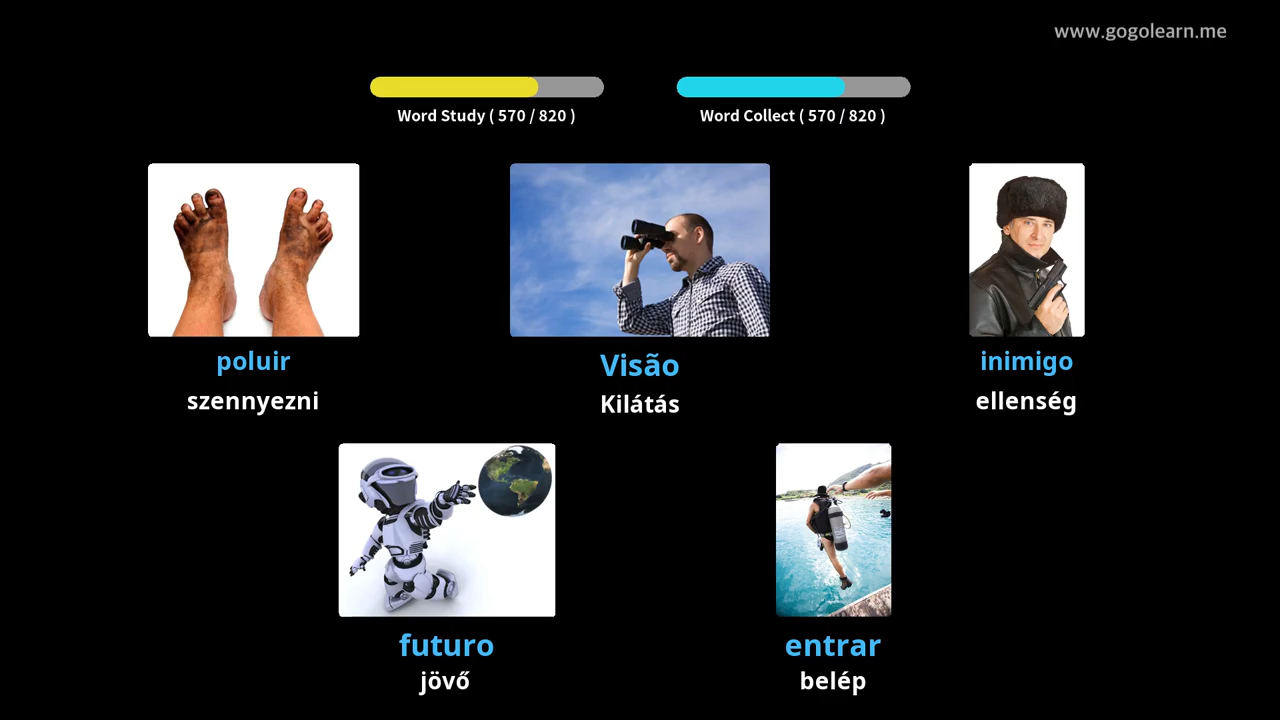 www.gogolearn.me
Word Study ( 570 / 820 )
Word Collect ( 570 / 820 )
poluir
szennyezni
Visão
Kilátás
inimigo
ellenség
futuro
jövő
entrar
belép